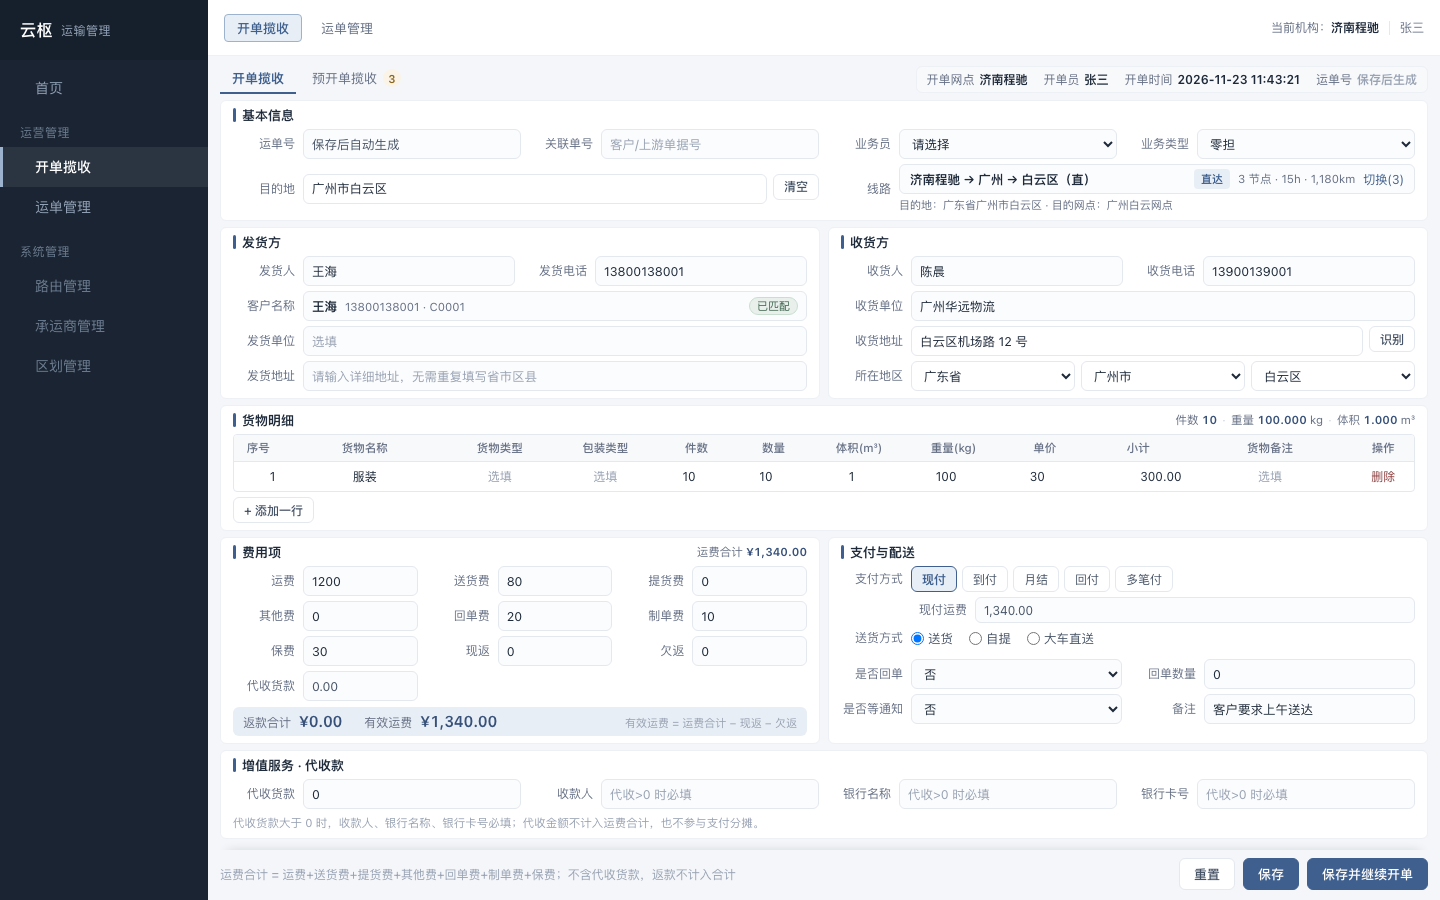 云枢 运输管理
首页
运营管理
开单揽收
运单管理
系统管理
路由管理
承运商管理
区划管理
开单揽收 运单管理 当前机构： 济南程驰 张三
开单揽收 预开单揽收 3 开单网点 济南程驰 开单员 张三 开单时间 2026-11-23 11:43:21 运单号 保存后生成
基本信息
运单号 保存后自动生成 关联单号 客户/上游单据号 业务员 请选择 业务类型 零担
目的地 广州市白云区 清空 线路 济南程驰 → 广州 → 白云区（直） 直达 3 节点 · 15h · 1,180km 切换(3)
目的地：广东省广州市白云区 · 目的网点：广州白云网点
发货方
发货人 王海 发货电话 13800138001
客户名称 王海 13800138001 · C0001 已匹配
发货单位 选填
发货地址 请输入详细地址，无需重复填写省市区县
收货方
收货人 陈晨 收货电话 13900139001
收货单位 广州华远物流
收货地址 白云区机场路 12 号 识别
所在地区 广东省 广州市 白云区
货物明细 件数 10 · 重量 100.000 kg · 体积 1.000 m³
序号 货物名称 货物类型 包装类型 件数 数量 体积(m³) 重量(kg) 单价 小计 货物备注 操作
1 服装 选填 选填 10 10 1 100 30 300.00 选填 删除
+ 添加一行
费用项 运费合计 ¥1,340.00
运费 1200 送货费 80 提货费 0
其他费 0 回单费 20 制单费 10
保费 30 现返 0 欠返 0
代收货款 0.00
返款合计 ¥0.00 有效运费 ¥1,340.00 有效运费 = 运费合计 − 现返 − 欠返
支付与配送
支付方式 现付 到付 月结 回付 多笔付
现付运费 1,340.00
送货方式 送货 自提 大车直送
是否回单 否 回单数量 0
是否等通知 否 备注 客户要求上午送达
增值服务 · 代收款
代收货款 0 收款人 代收>0 时必填 银行名称 代收>0 时必填 银行卡号 代收>0 时必填
代收货款大于 0 时，收款人、银行名称、银行卡号必填；代收金额不计入运费合计，也不参与支付分摊。
运费合计 = 运费+送货费+提货费+其他费+回单费+制单费+保费；不含代收货款，返款不计入合计 重置 保存 保存并继续开单